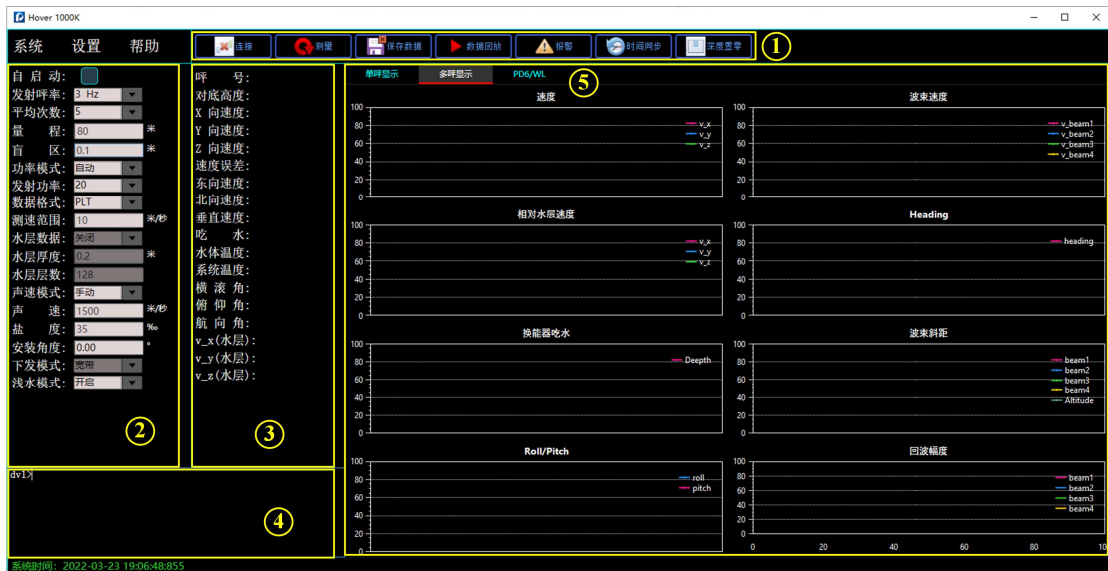 Hover 1000K
系统 设置 帮助
连接 测量 保存数据 数据回放 报警 时间同步 深度置零 ①
自 启 动:
发射呼率: 3 Hz
平均次数: 5
量 程: 80 米
盲 区: 0.1 米
功率模式: 自动
发射功率: 20
数据格式: PLT
测速范围: 10 米/秒
水层数据: 关闭
水层厚度: 0.2 米
水层层数: 128
声速模式: 手动
声 速: 1500 米/秒
盐 度: 35 ‰
安装角度: 0.00 °
下发模式: 宽带
浅水模式: 开启
②
呼 号:
对底高度:
X 向速度:
Y 向速度:
Z 向速度:
速度误差:
东向速度:
北向速度:
垂直速度:
吃 水:
水体温度:
系统温度:
横 滚 角:
俯 仰 角:
航 向 角:
v_x(水层):
v_y(水层):
v_z(水层):
③
dvl>
④
单呼显示 多呼显示 PD6/WL ⑤
速度
100
80
60
40
20
0
v_x
v_y
v_z
波束速度
100
80
60
40
20
0
v_beam1
v_beam2
v_beam3
v_beam4
相对水层速度
100
80
60
40
20
0
v_x
v_y
v_z
Heading
100
80
60
40
20
0
heading
换能器吃水
100
80
60
40
20
0
Deepth
波束斜距
100
80
60
40
20
0
beam1
beam2
beam3
beam4
Altitude
Roll/Pitch
100
80
60
40
20
0
roll
pitch
回波幅度
100
80
60
40
20
0
beam1
beam2
beam3
beam4
0 20 40 60 80 100
系统时间: 2022-03-23 19:06:48:855